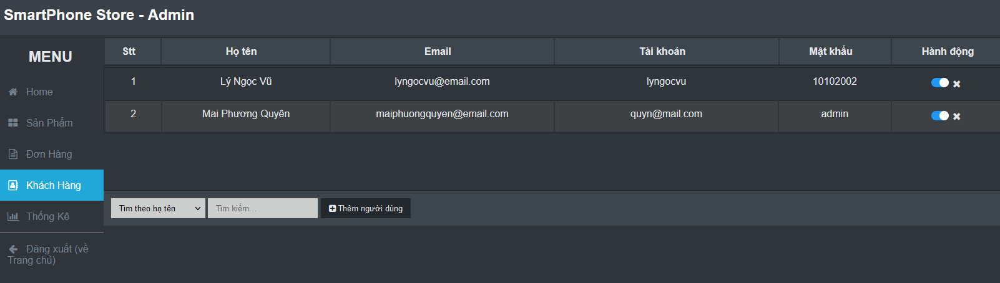 SmartPhone Store - Admin
MENU
Home
Sản Phẩm
Đơn Hàng
Khách Hàng
Thống Kê
Đăng xuất (về
Trang chủ)
Stt Họ tên Email Tài khoản Mật khẩu Hành động
1 Lý Ngọc Vũ lyngocvu@email.com lyngocvu 10102002
2 Mai Phương Quyên maiphuongquyen@email.com quyn@mail.com admin
Tìm theo họ tên Tìm kiếm... Thêm người dùng